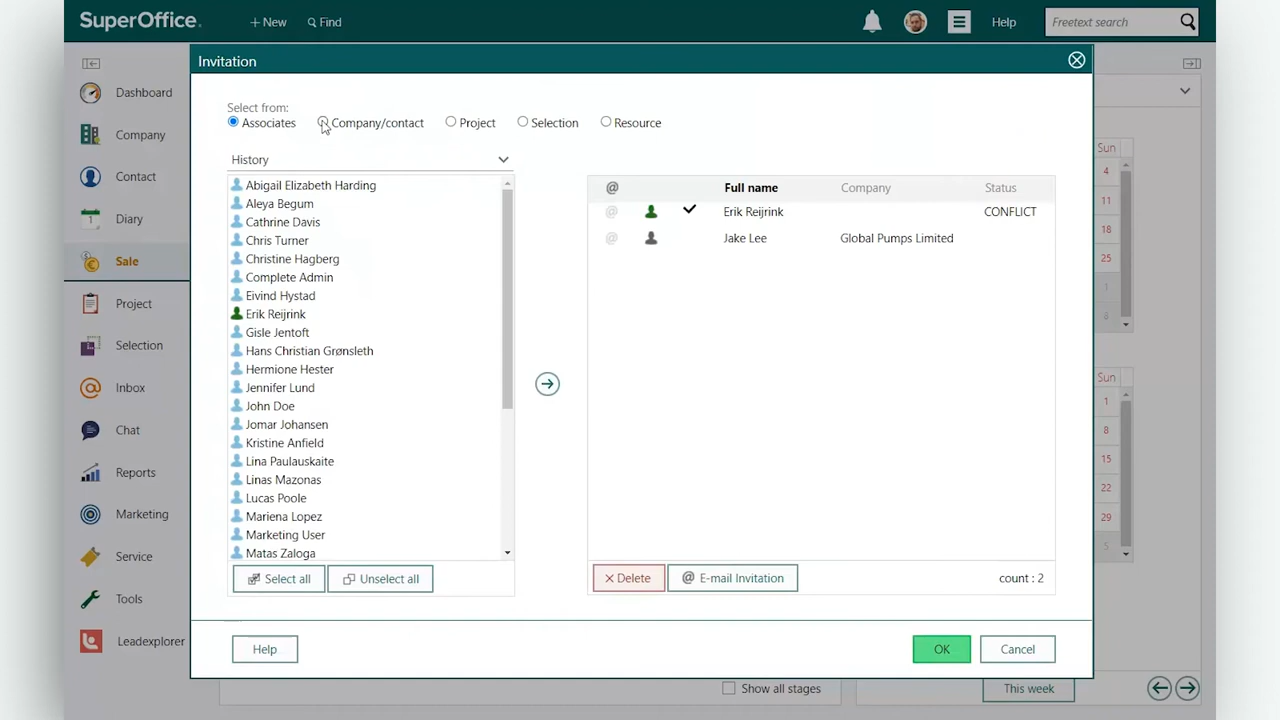 SuperOffice.
+ New
Find
Help
Freetext search
Dashboard
Company
Contact
Diary
Sale
Project
Selection
Inbox
Chat
Reports
Marketing
Service
Tools
Leadexplorer
Invitation
Select from:
Associates
Company/contact
Project
Selection
Resource
History
Abigail Elizabeth Harding
Aleya Begum
Cathrine Davis
Chris Turner
Christine Hagberg
Complete Admin
Eivind Hystad
Erik Reijrink
Gisle Jentoft
Hans Christian Grønsleth
Hermione Hester
Jennifer Lund
John Doe
Jomar Johansen
Kristine Anfield
Lina Paulauskaite
Linas Mazonas
Lucas Poole
Mariena Lopez
Marketing User
Matas Zaloga
Select all
Unselect all
@ Full name Company Status
@ Erik Reijrink CONFLICT
@ Jake Lee Global Pumps Limited
Delete
@ E-mail Invitation
count : 2
Help
OK
Cancel
Sun
4
11
18
25
1
8
Sun
1
8
15
22
29
5
Show all stages
This week